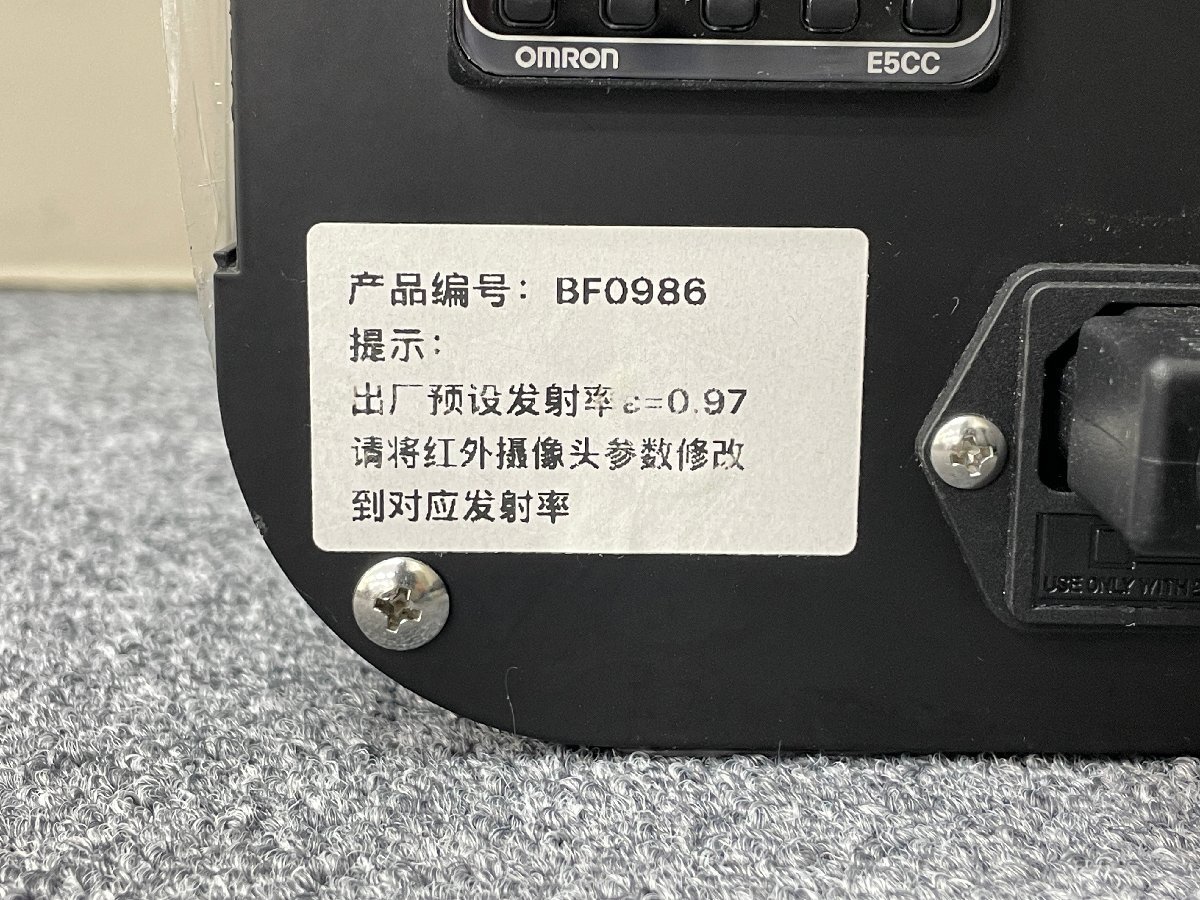 OMRON E5CC
产品编号：BF0986
提示：
出厂预设发射率ε=0.97
请将红外摄像头参数修改
到对应发射率
USE ONLY WITH